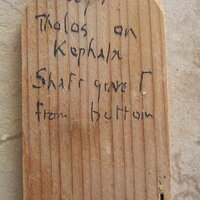 Tholos on
Kephala
Shaft grave Γ
from bottom